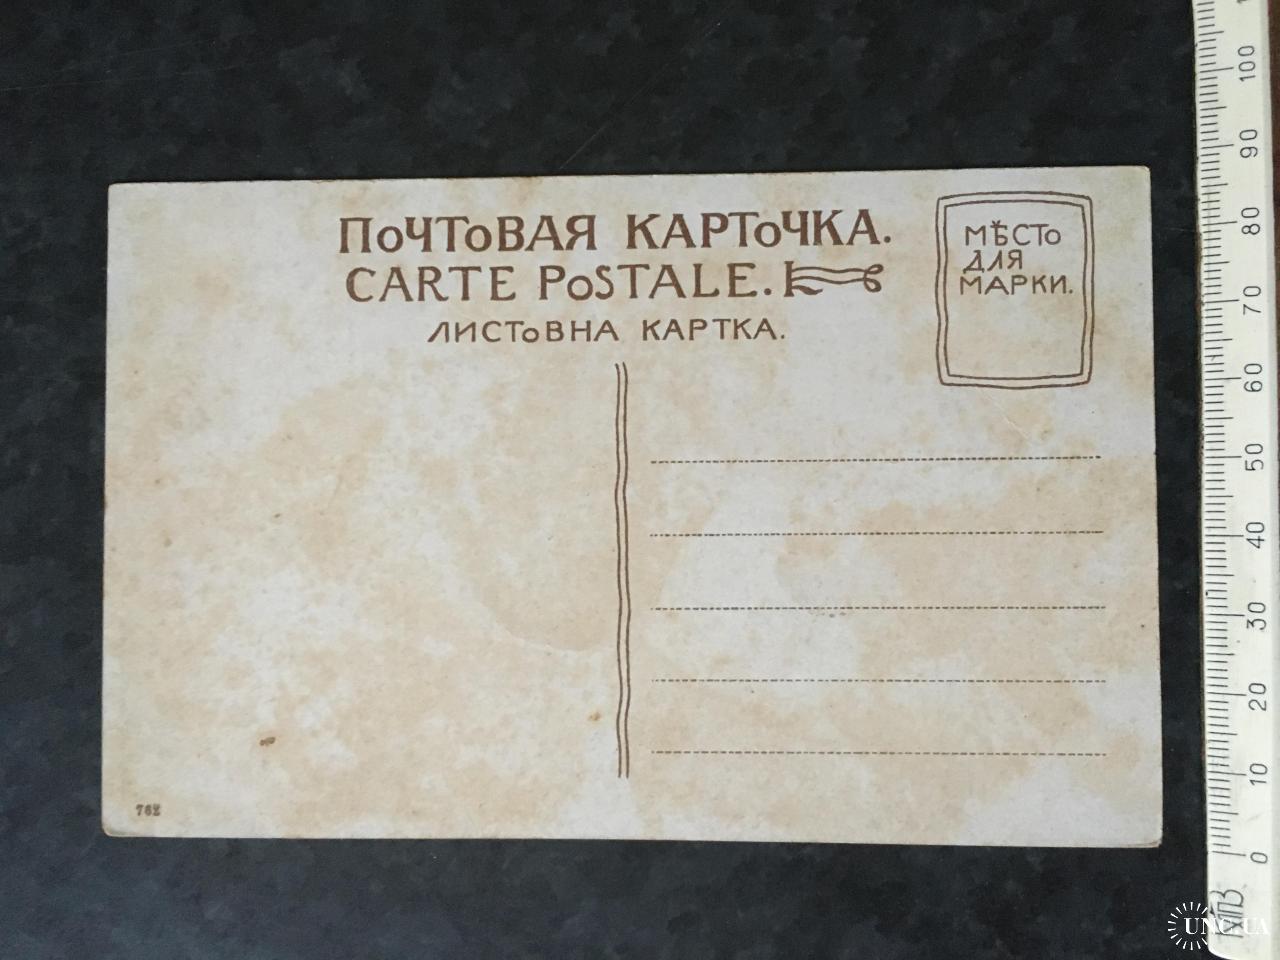 ПОЧТОВАЯ КАРТОЧКА.
CARTE POSTALE.
ЛИСТОВНА КАРТКА.
МѢСТО
ДЛЯ
МАРКИ.
762
100
90
80
70
60
50
40
30
20
10
0
UNC.UA